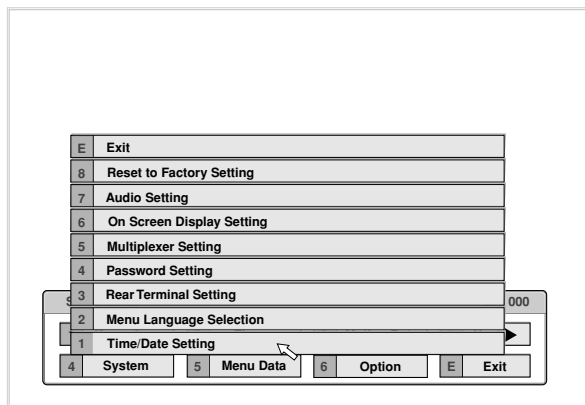 E Exit
8 Reset to Factory Setting
7 Audio Setting
6 On Screen Display Setting
5 Multiplexer Setting
4 Password Setting
3 Rear Terminal Setting
000
2 Menu Language Selection
1 Time/Date Setting
4 System 5 Menu Data 6 Option E Exit